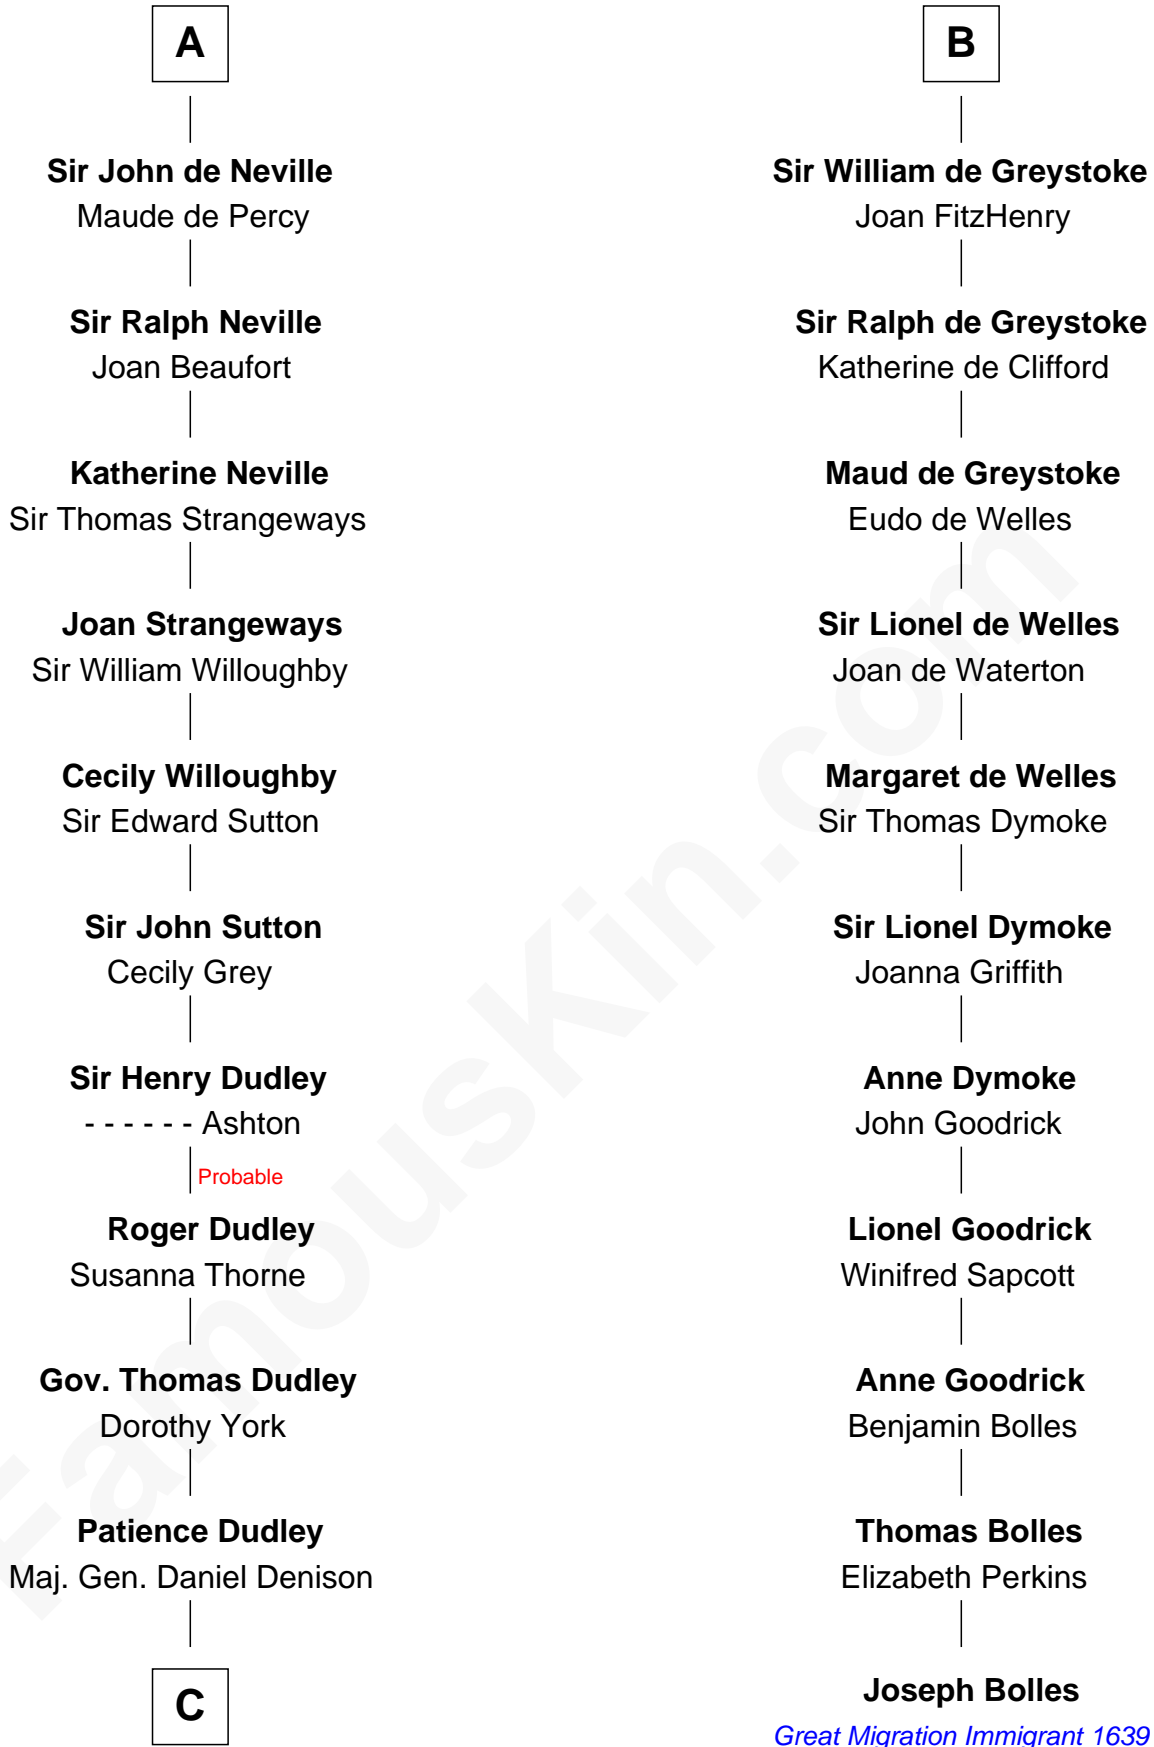 A
Sir John de Neville
Maude de Percy
Sir Ralph Neville
Joan Beaufort
Katherine Neville
Sir Thomas Strangeways
Joan Strangeways
Sir William Willoughby
Cecily Willoughby
Sir Edward Sutton
Sir John Sutton
Cecily Grey
Sir Henry Dudley
- - - - - - Ashton
Probable
Roger Dudley
Susanna Thorne
Gov. Thomas Dudley
Dorothy York
Patience Dudley
Maj. Gen. Daniel Denison
C
B
Sir William de Greystoke
Joan FitzHenry
Sir Ralph de Greystoke
Katherine de Clifford
Maud de Greystoke
Eudo de Welles
Sir Lionel de Welles
Joan de Waterton
Margaret de Welles
Sir Thomas Dymoke
Sir Lionel Dymoke
Joanna Griffith
Anne Dymoke
John Goodrick
Lionel Goodrick
Winifred Sapcott
Anne Goodrick
Benjamin Bolles
Thomas Bolles
Elizabeth Perkins
Joseph Bolles
Great Migration Immigrant 1639
FamousKin.com